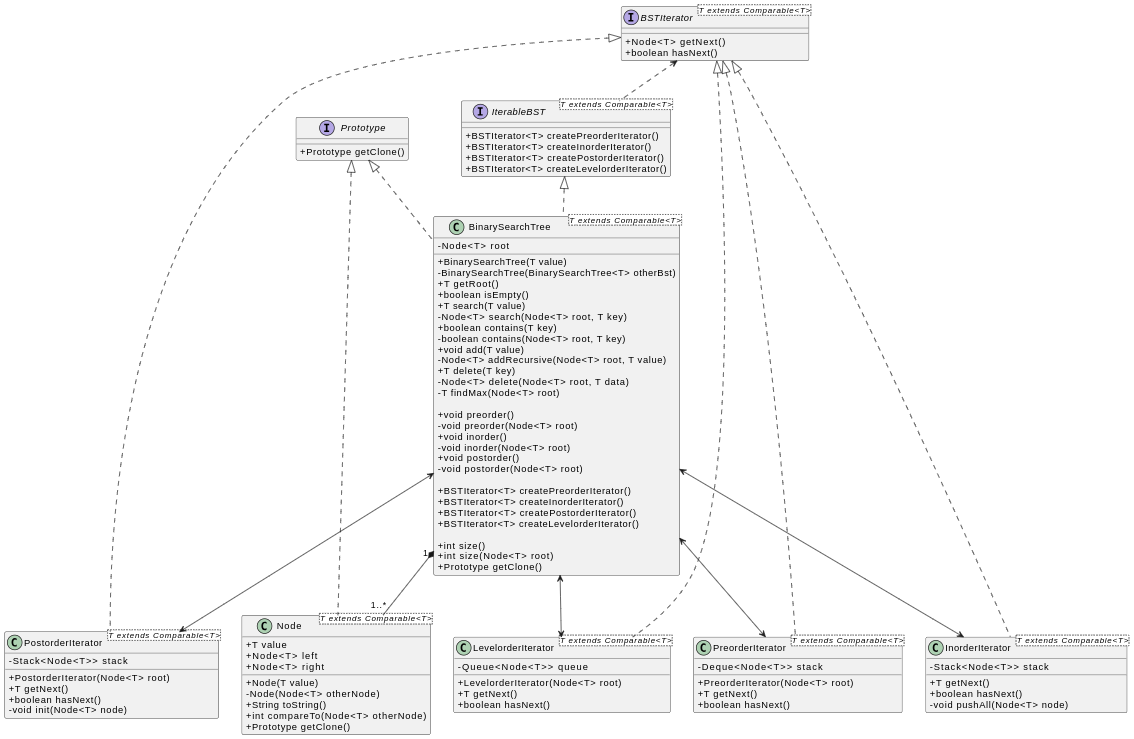 I BSTIterator
T extends Comparable<T>
+Node<T> getNext()
+boolean hasNext()
I IterableBST
T extends Comparable<T>
+BSTIterator<T> createPreorderIterator()
+BSTIterator<T> createInorderIterator()
+BSTIterator<T> createPostorderIterator()
+BSTIterator<T> createLevelorderIterator()
I Prototype
+Prototype getClone()
C BinarySearchTree
T extends Comparable<T>
-Node<T> root
+BinarySearchTree(T value)
-BinarySearchTree(BinarySearchTree<T> otherBst)
+T getRoot()
+boolean isEmpty()
+T search(T value)
-Node<T> search(Node<T> root, T key)
+boolean contains(T key)
-boolean contains(Node<T> root, T key)
+void add(T value)
-Node<T> addRecursive(Node<T> root, T value)
+T delete(T key)
-Node<T> delete(Node<T> root, T data)
-T findMax(Node<T> root)
+void preorder()
-void preorder(Node<T> root)
+void inorder()
-void inorder(Node<T> root)
+void postorder()
-void postorder(Node<T> root)
+BSTIterator<T> createPreorderIterator()
+BSTIterator<T> createInorderIterator()
+BSTIterator<T> createPostorderIterator()
+BSTIterator<T> createLevelorderIterator()
+int size()
+int size(Node<T> root)
+Prototype getClone()
1
1..*
C PostorderIterator
T extends Comparable<T>
-Stack<Node<T>> stack
+PostorderIterator(Node<T> root)
+T getNext()
+boolean hasNext()
-void init(Node<T> node)
C Node
T extends Comparable<T>
+T value
+Node<T> left
+Node<T> right
+Node(T value)
-Node(Node<T> otherNode)
+String toString()
+int compareTo(Node<T> otherNode)
+Prototype getClone()
C LevelorderIterator
T extends Comparable<T>
-Queue<Node<T>> queue
+LevelorderIterator(Node<T> root)
+T getNext()
+boolean hasNext()
C PreorderIterator
T extends Comparable<T>
-Deque<Node<T>> stack
+PreorderIterator(Node<T> root)
+T getNext()
+boolean hasNext()
C InorderIterator
T extends Comparable<T>
-Stack<Node<T>> stack
+T getNext()
+boolean hasNext()
-void pushAll(Node<T> node)